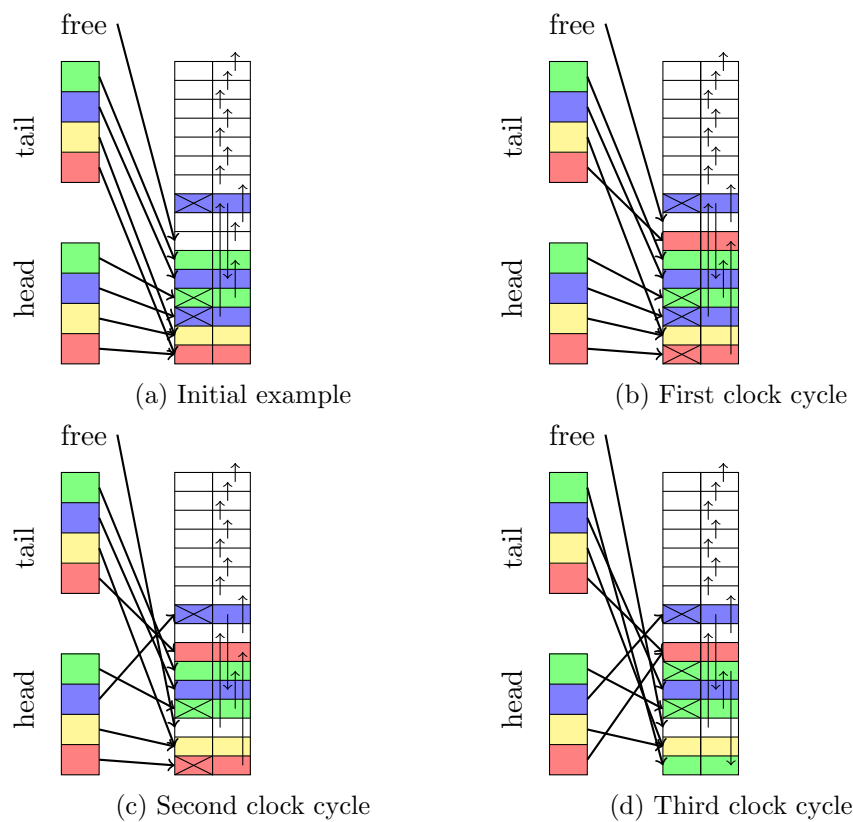 free
tail
head
(a) Initial example
free
tail
head
(b) First clock cycle
free
tail
head
(c) Second clock cycle
free
tail
head
(d) Third clock cycle